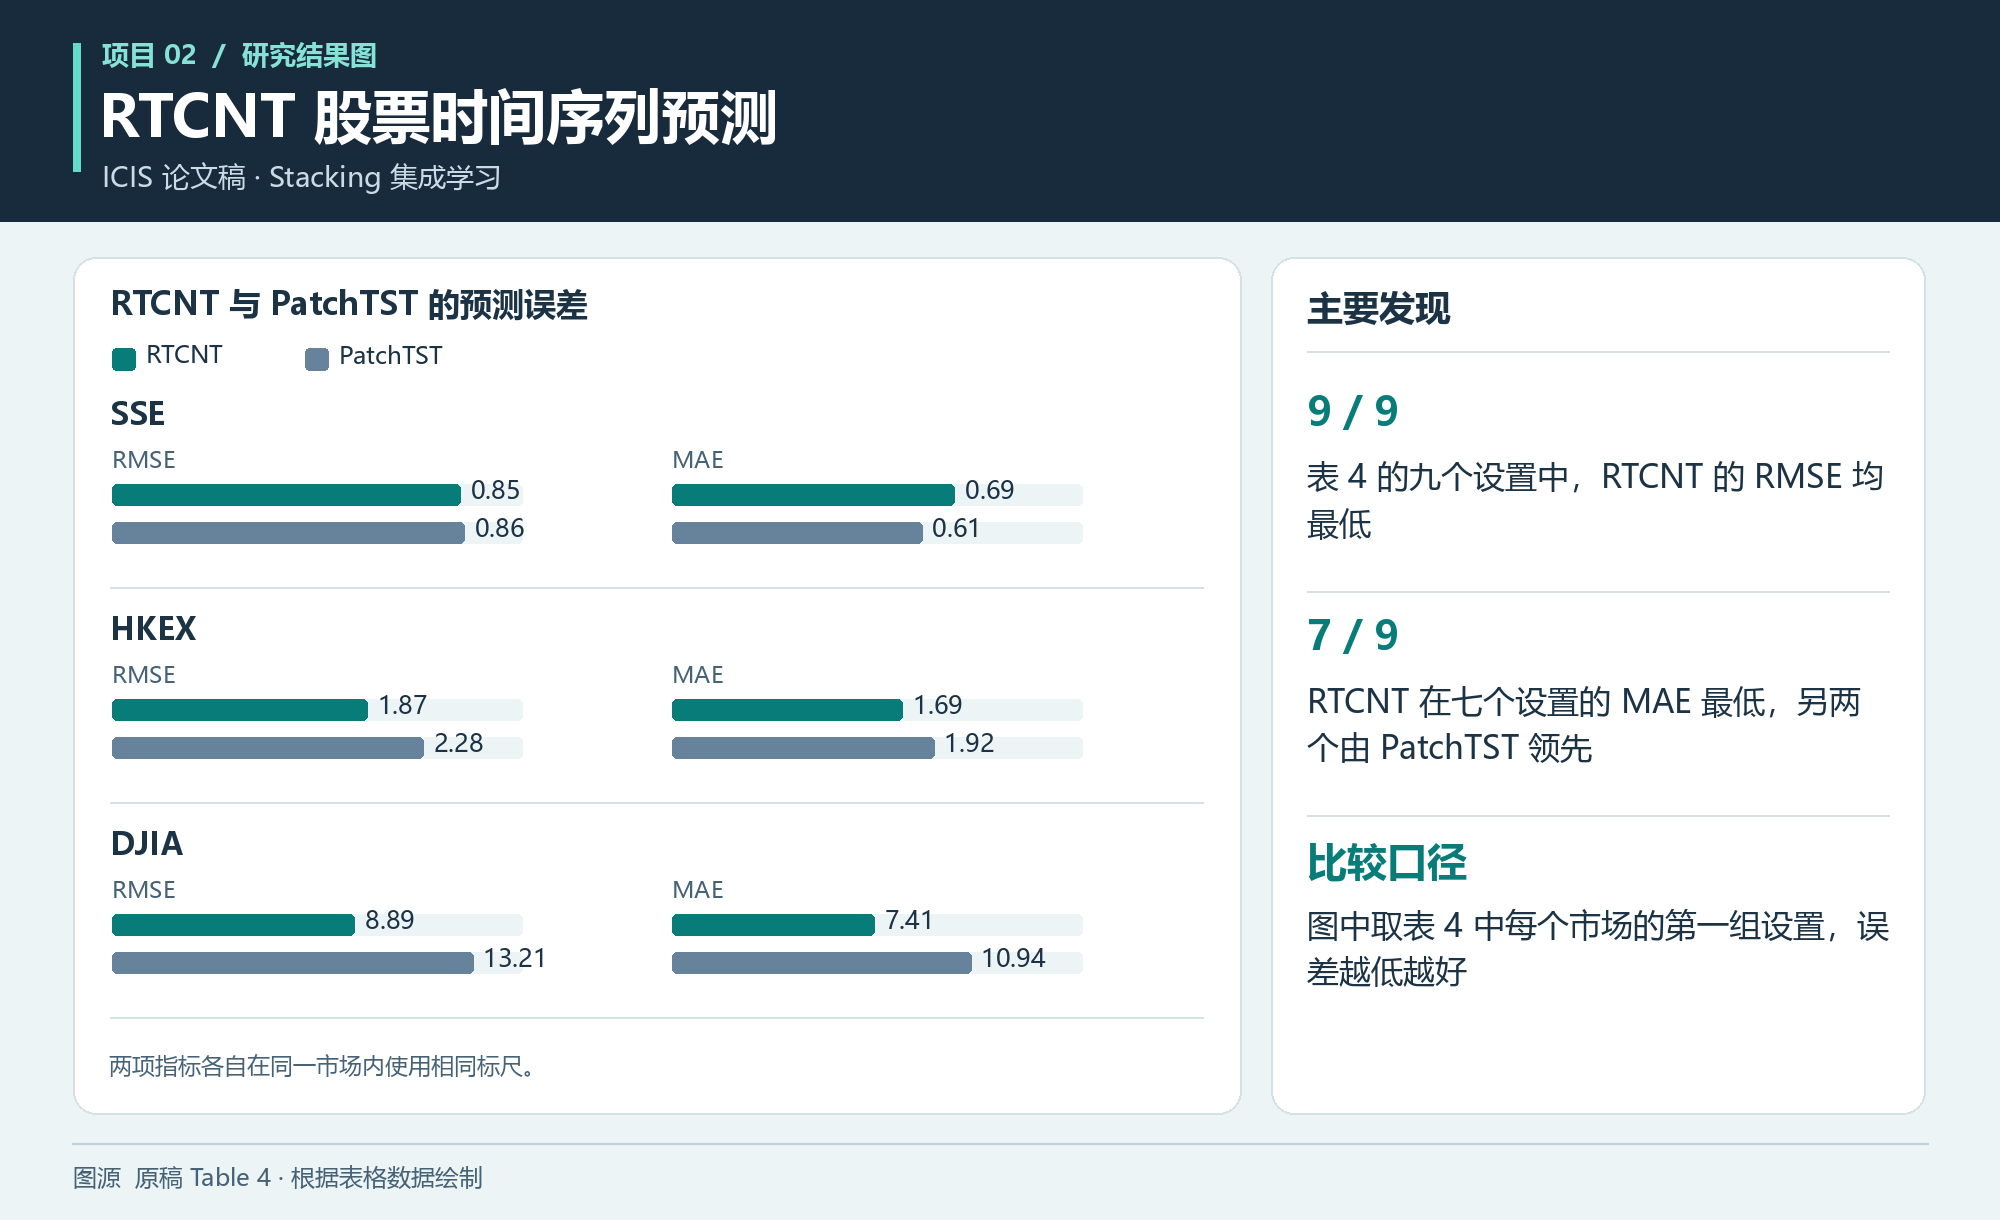 项目 02 / 研究结果图
RTCNT 股票时间序列预测
ICIS 论文稿 · Stacking 集成学习
RTCNT 与 PatchTST 的预测误差
RTCNT
PatchTST
SSE
RMSE
0.85
0.86
MAE
0.69
0.61
HKEX
RMSE
1.87
2.28
MAE
1.69
1.92
DJIA
RMSE
8.89
13.21
MAE
7.41
10.94
两项指标各自在同一市场内使用相同标尺。
主要发现
9 / 9
表 4 的九个设置中，RTCNT 的 RMSE 均
最低
7 / 9
RTCNT 在七个设置的 MAE 最低，另两
个由 PatchTST 领先
比较口径
图中取表 4 中每个市场的第一组设置，误
差越低越好
图源 原稿 Table 4 · 根据表格数据绘制